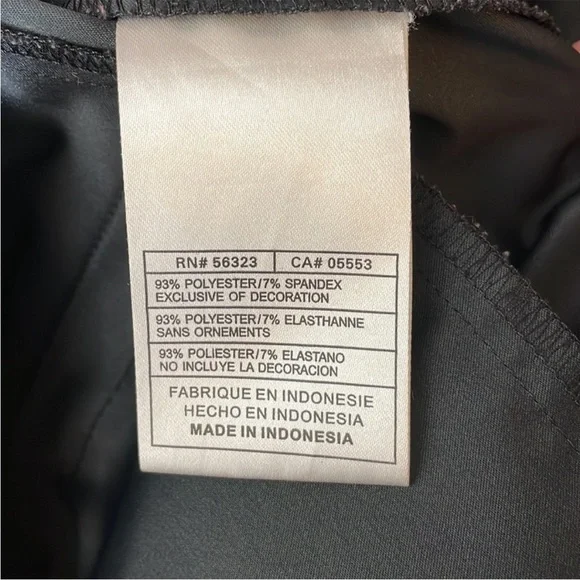 RN# 56323 CA# 05553
93% POLYESTER/7% SPANDEX
EXCLUSIVE OF DECORATION
93% POLYESTER/7% ELASTHANNE
SANS ORNEMENTS
93% POLIESTER/7% ELASTANO
NO INCLUYE LA DECORACION
FABRIQUE EN INDONESIE
HECHO EN INDONESIA
MADE IN INDONESIA